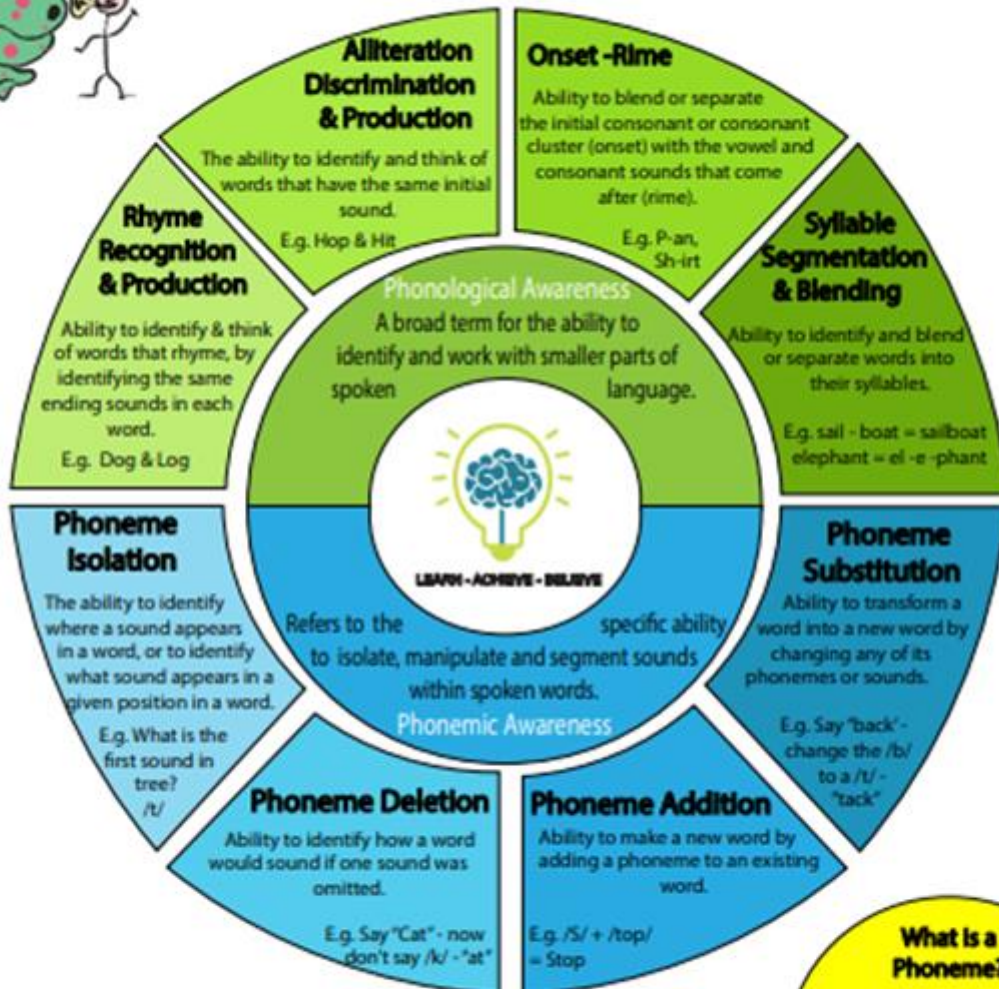 Alliteration
Discrimination
& Production
The ability to identify and think of
words that have the same initial
sound.
E.g. Hop & Hit
Onset -Rime
Ability to blend or separate
the initial consonant or consonant
cluster (onset) with the vowel and
consonant sounds that come
after (rime).
E.g. P-an,
Sh-irt
Rhyme
Recognition
& Production
Ability to identify & think
of words that rhyme, by
identifying the same
ending sounds in each
word.
E.g. Dog & Log
Syllable
Segmentation
& Blending
Ability to identify and blend
or separate words into
their syllables.
E.g. sail - boat = sailboat
elephant = el -e -phant
Phonological Awareness
A broad term for the ability to
identify and work with smaller parts of
spoken language.
LEARN - ACHIEVE - BELIEVE
Refers to the specific ability
to isolate, manipulate and segment sounds
within spoken words.
Phonemic Awareness
Phoneme
Isolation
The ability to identify
where a sound appears
in a word, or to identify
what sound appears in a
given position in a word.
E.g. What is the
first sound in
tree?
/t/
Phoneme
Substitution
Ability to transform a
word into a new word by
changing any of its
phonemes or sounds.
E.g. Say "back' -
change the /b/
to a /t/ -
"tack"
Phoneme Deletion
Ability to identify how a word
would sound if one sound was
omitted.
E.g. Say "Cat" - now
don't say /k/ - "at"
Phoneme Addition
Ability to make a new word by
adding a phoneme to an existing
word.
E.g. /S/ + /top/
= Stop
What is a
Phoneme?